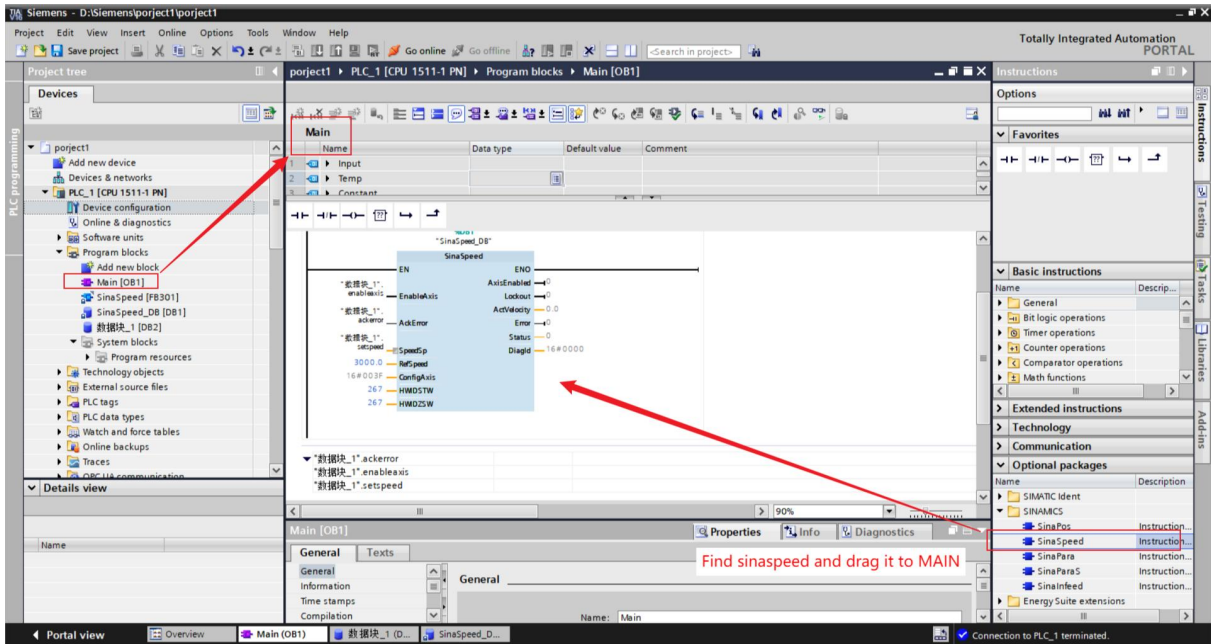 Siemens - D:\Siemens\porject1\porject1
Project Edit View Insert Online Options Tools Window Help
Totally Integrated Automation
PORTAL
Save project
Go online
Go offline
<Search in project>
Project tree
porject1 ▸ PLC_1 [CPU 1511-1 PN] ▸ Program blocks ▸ Main [OB1]
Instructions
Devices
Options
PLC programming
porject1
Add new device
Devices & networks
PLC_1 [CPU 1511-1 PN]
Device configuration
Online & diagnostics
Software units
Program blocks
Add new block
Main [OB1]
SinaSpeed [FB301]
SinaSpeed_DB [DB1]
数据块_1 [DB2]
System blocks
Program resources
Technology objects
External source files
PLC tags
PLC data types
Watch and force tables
Online backups
Traces
OPC UA communication
Details view
Name
Main
Name Data type Default value Comment
1 Input
2 Temp
3 Constant
%DB1
"SinaSpeed_DB"
SinaSpeed
EN ENO
"数据块_1".
enableaxis EnableAxis
"数据块_1".
ackerror AckError
"数据块_1".
setspeed SpeedSp
3000.0 RefSpeed
16#003F ConfigAxis
267 HWIDSTW
267 HWIDZSW
AxisEnabled 0
Lockout 0
ActVelocity 0.0
Error 0
Status 0
DiagId 16#0000
"数据块_1".ackerror
"数据块_1".enableaxis
"数据块_1".setspeed
90%
Main [OB1]
Properties
Info
Diagnostics
General Texts
General
Information
Time stamps
Compilation
General
Name: Main
Find sinaspeed and drag it to MAIN
Favorites
Basic instructions
Name Descrip...
General
Bit logic operations
Timer operations
Counter operations
Comparator operations
Math functions
Extended instructions
Technology
Communication
Optional packages
Name Description
SIMATIC Ident
SINAMICS
SinaPos Instruction...
SinaSpeed Instruction...
SinaPara Instruction...
SinaParaS Instruction...
SinaInfeed Instruction...
Energy Suite extensions
Instructions
Testing
Tasks
Libraries
Add-ins
Portal view
Overview
Main (OB1)
数据块_1 (D...
SinaSpeed_D...
Connection to PLC_1 terminated.